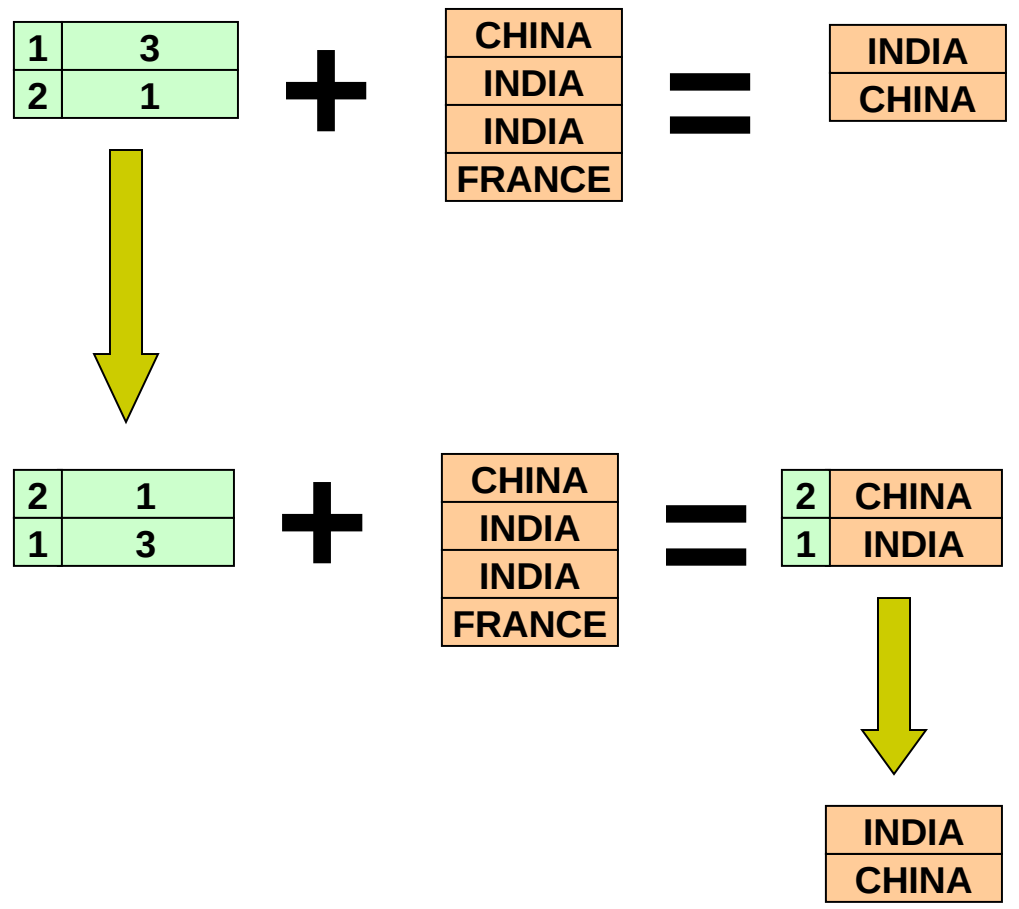 1 3
2 1
+
CHINA
INDIA
INDIA
FRANCE
=
INDIA
CHINA
2 1
1 3
+
CHINA
INDIA
INDIA
FRANCE
=
2 CHINA
1 INDIA
INDIA
CHINA